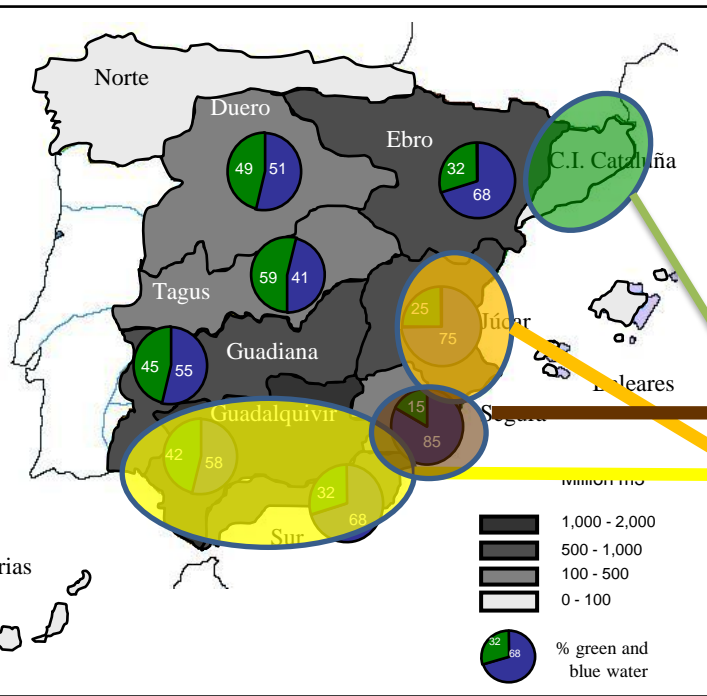 Norte
Duero
Ebro
C.I. Cataluña
49 51
32 68
59 41
Tagus
25 75
Júcar
45 55
Guadiana
Baleares
Guadalquivir
15 85
Segura
42 58
32 68
Sur
Million m3
1,000 - 2,000
500 - 1,000
100 - 500
0 - 100
rias
32 68
% green and
blue water